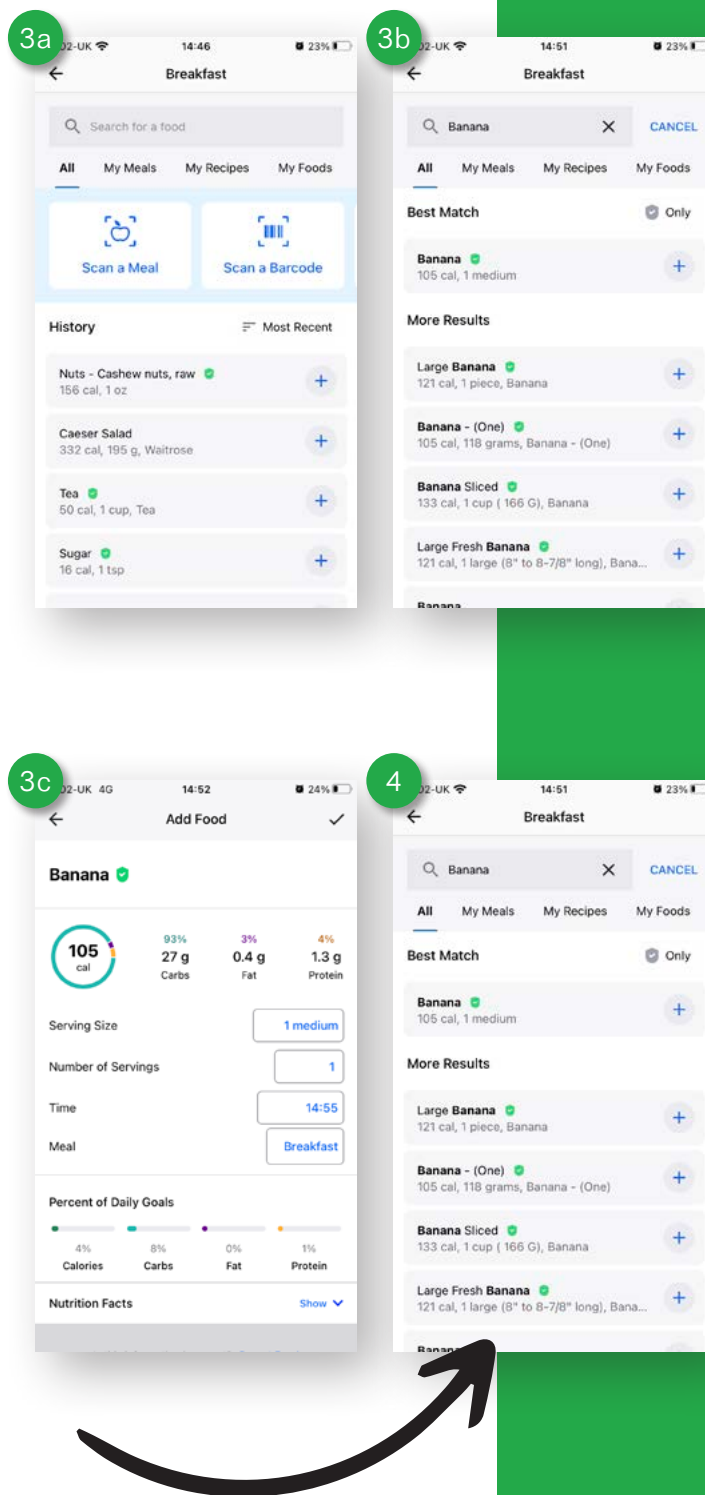 3a
02-UK 14:46 23%
Breakfast
Search for a food
All My Meals My Recipes My Foods
Scan a Meal Scan a Barcode
History Most Recent
Nuts - Cashew nuts, raw
156 cal, 1 oz
Caeser Salad
332 cal, 195 g, Waitrose
Tea
50 cal, 1 cup, Tea
Sugar
16 cal, 1 tsp
3b
2-UK 14:51 23%
Breakfast
Banana CANCEL
All My Meals My Recipes My Foods
Best Match Only
Banana
105 cal, 1 medium
More Results
Large Banana
121 cal, 1 piece, Banana
Banana - (One)
105 cal, 118 grams, Banana - (One)
Banana Sliced
133 cal, 1 cup ( 166 G), Banana
Large Fresh Banana
121 cal, 1 large (8" to 8-7/8" long), Bana...
Banana
3c
02-UK 4G 14:52 24%
Add Food
Banana
105 cal
93% 3% 4%
27 g 0.4 g 1.3 g
Carbs Fat Protein
Serving Size 1 medium
Number of Servings 1
Time 14:55
Meal Breakfast
Percent of Daily Goals
4% 8% 0% 1%
Calories Carbs Fat Protein
Nutrition Facts Show
4
2-UK 14:51 23%
Breakfast
Banana CANCEL
All My Meals My Recipes My Foods
Best Match Only
Banana
105 cal, 1 medium
More Results
Large Banana
121 cal, 1 piece, Banana
Banana - (One)
105 cal, 118 grams, Banana - (One)
Banana Sliced
133 cal, 1 cup ( 166 G), Banana
Large Fresh Banana
121 cal, 1 large (8" to 8-7/8" long), Bana...
Banana